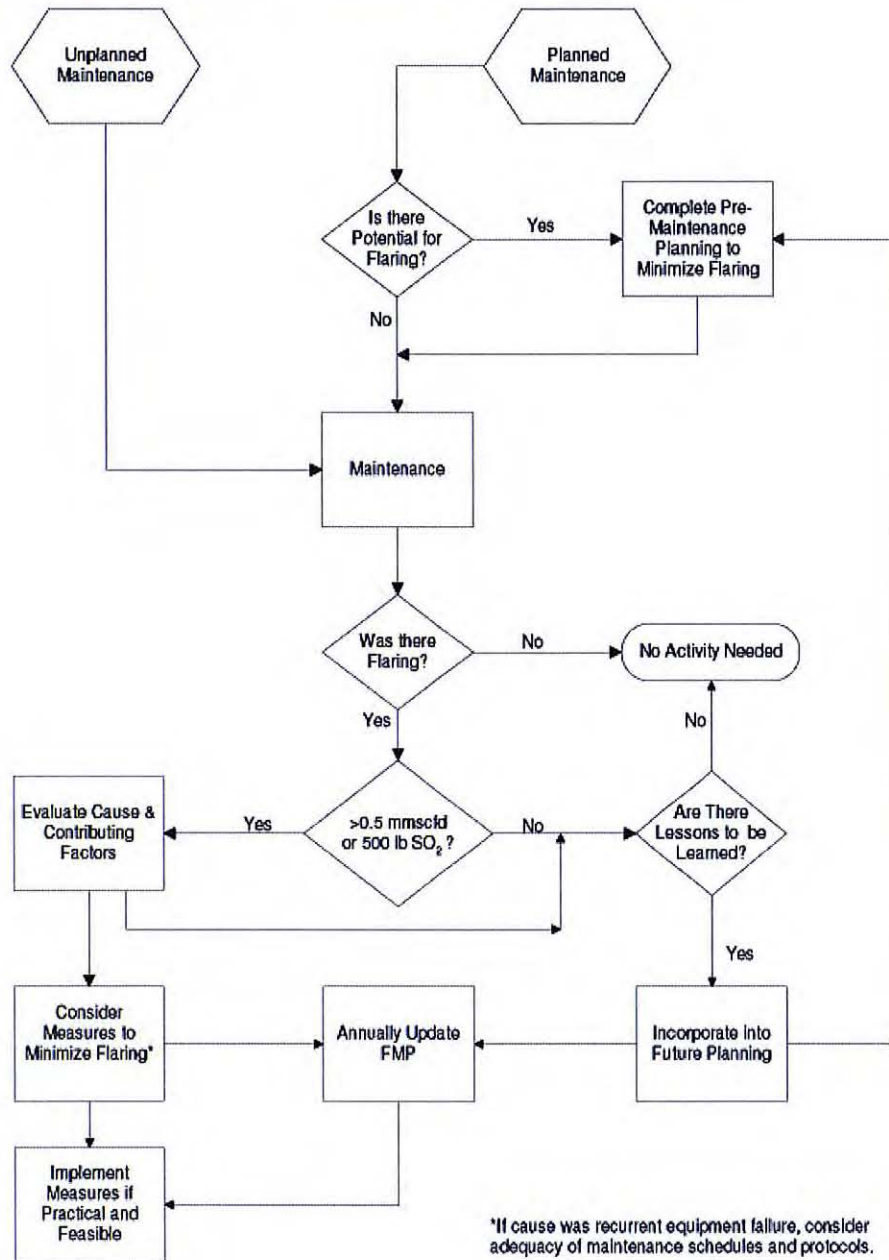 Unplanned
Maintenance
Planned
Maintenance
Is there
Potential for
Flaring?
Yes
Complete Pre-
Maintenance
Planning to
Minimize Flaring
No
Maintenance
Was there
Flaring?
No
No Activity Needed
Yes
No
Evaluate Cause &
Contributing
Factors
Yes
>0.5 mmscfd
or 500 lb SO₂ ?
No
Are There
Lessons to be
Learned?
Yes
Consider
Measures to
Minimize Flaring*
Annually Update
FMP
Incorporate into
Future Planning
Implement
Measures if
Practical and
Feasible
*If cause was recurrent equipment failure, consider
adequacy of maintenance schedules and protocols.